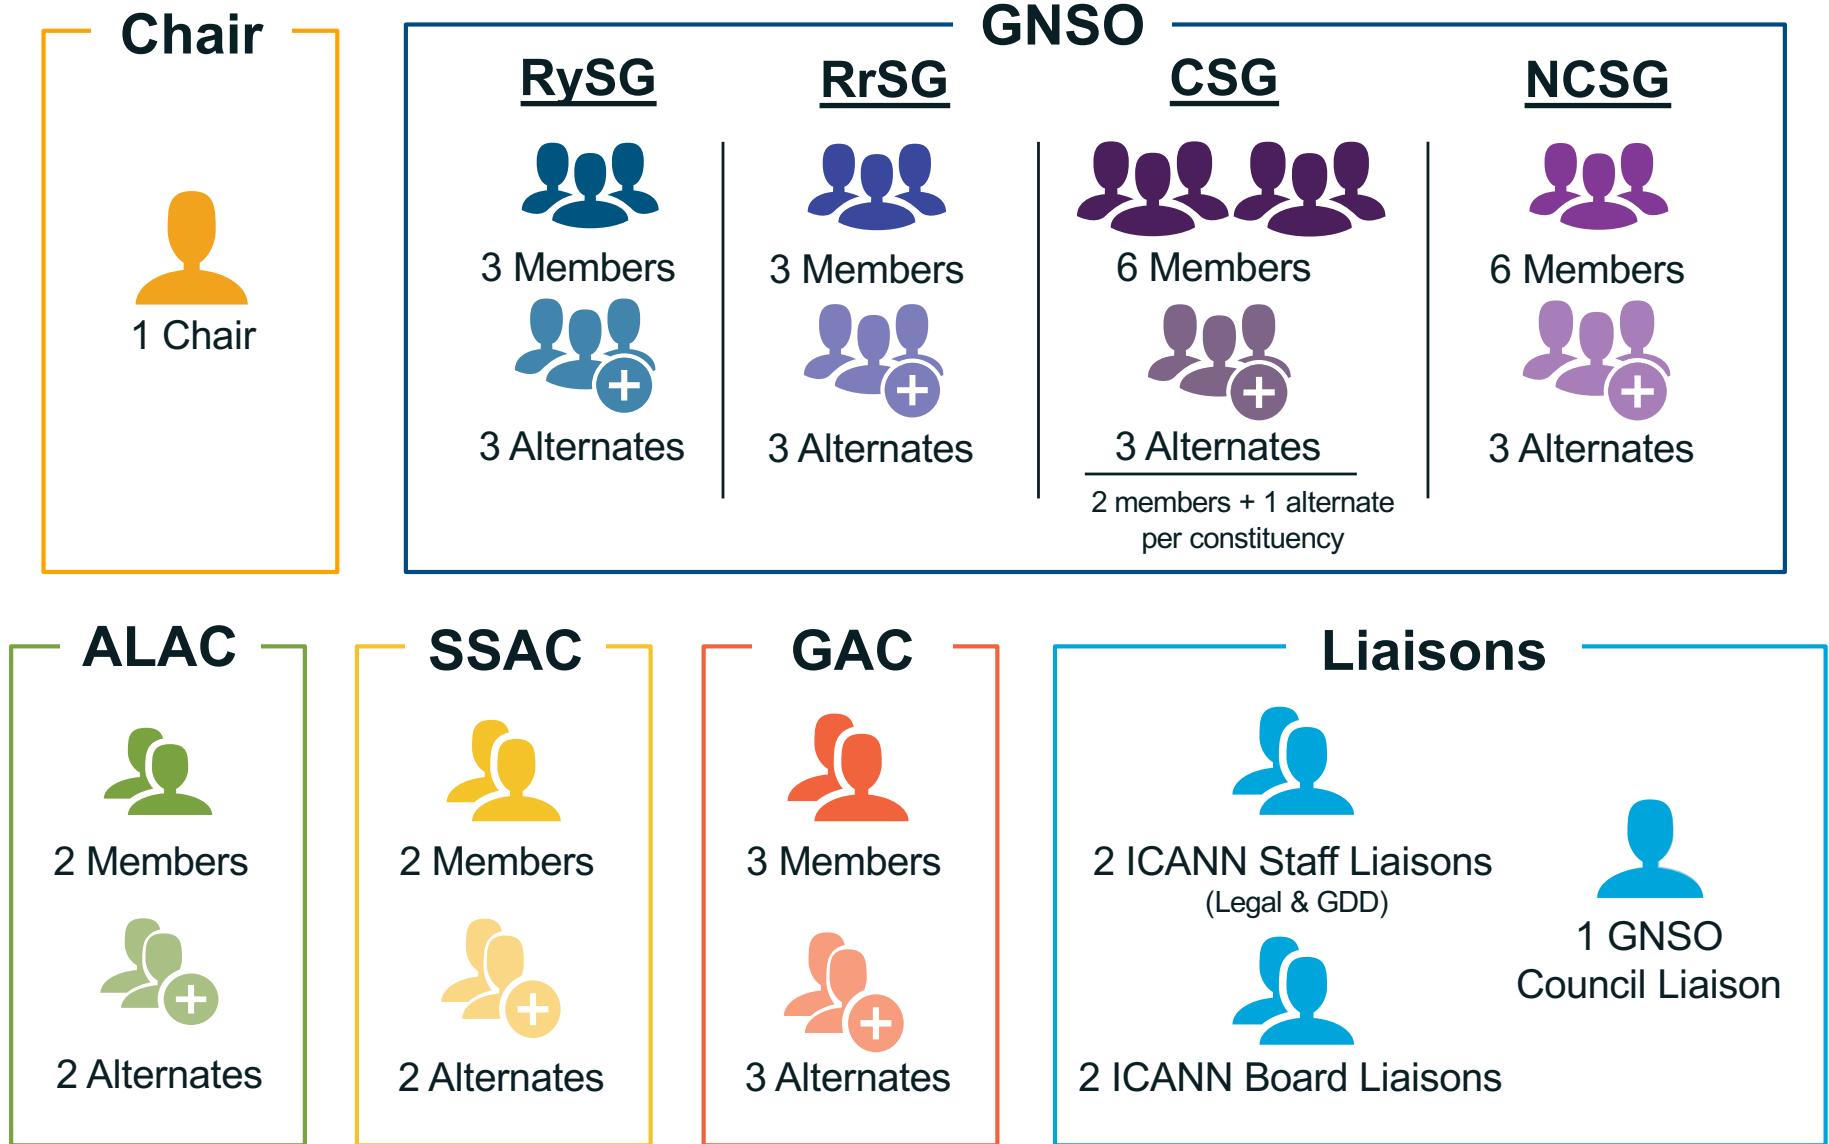 Chair
1 Chair
GNSO
RySG
3 Members
3 Alternates
RrSG
3 Members
3 Alternates
CSG
6 Members
3 Alternates
2 members + 1 alternate
per constituency
NCSG
6 Members
3 Alternates
ALAC
2 Members
2 Alternates
SSAC
2 Members
2 Alternates
GAC
3 Members
3 Alternates
Liaisons
2 ICANN Staff Liaisons
(Legal & GDD)
2 ICANN Board Liaisons
1 GNSO
Council Liaison